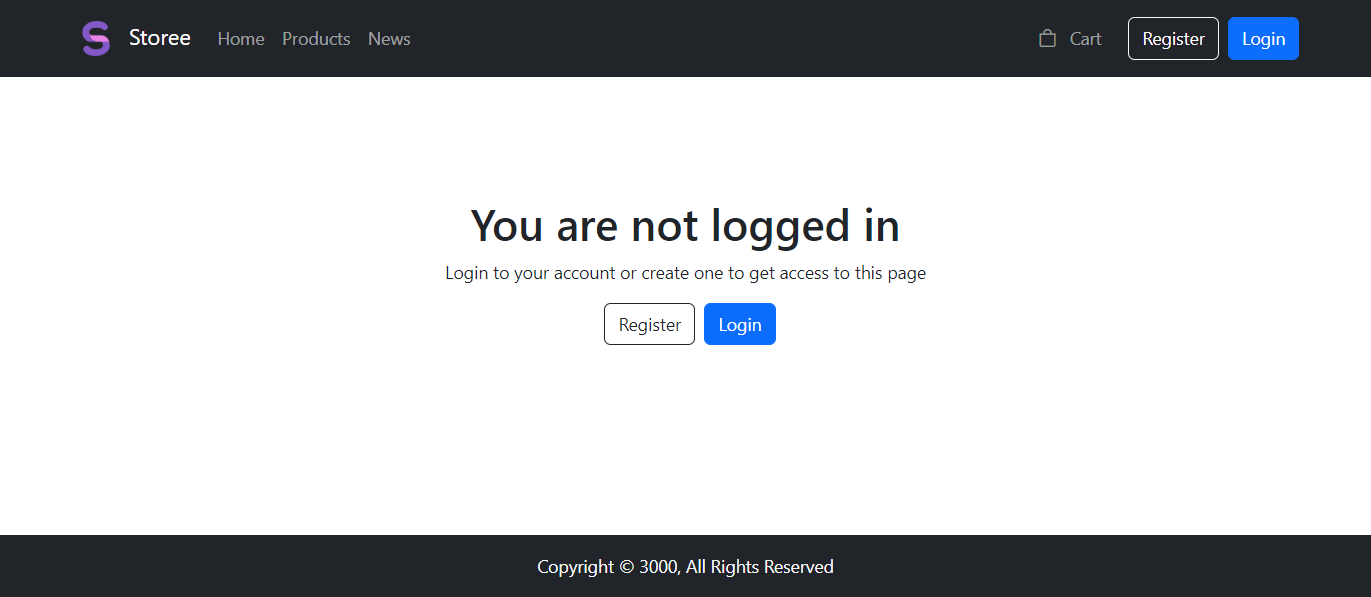 Storee Home Products News Cart Register Login
You are not logged in
Login to your account or create one to get access to this page
Register Login
Copyright © 3000, All Rights Reserved